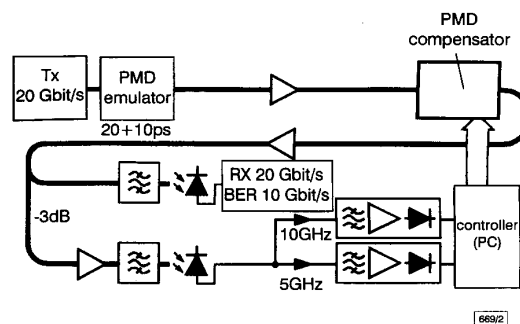 PMD
compensator
Tx
20 Gbit/s
PMD
emulator
20+10ps
RX 20 Gbit/s
BER 10 Gbit/s
-3dB
10GHz
5GHz
controller
(PC)
669/2